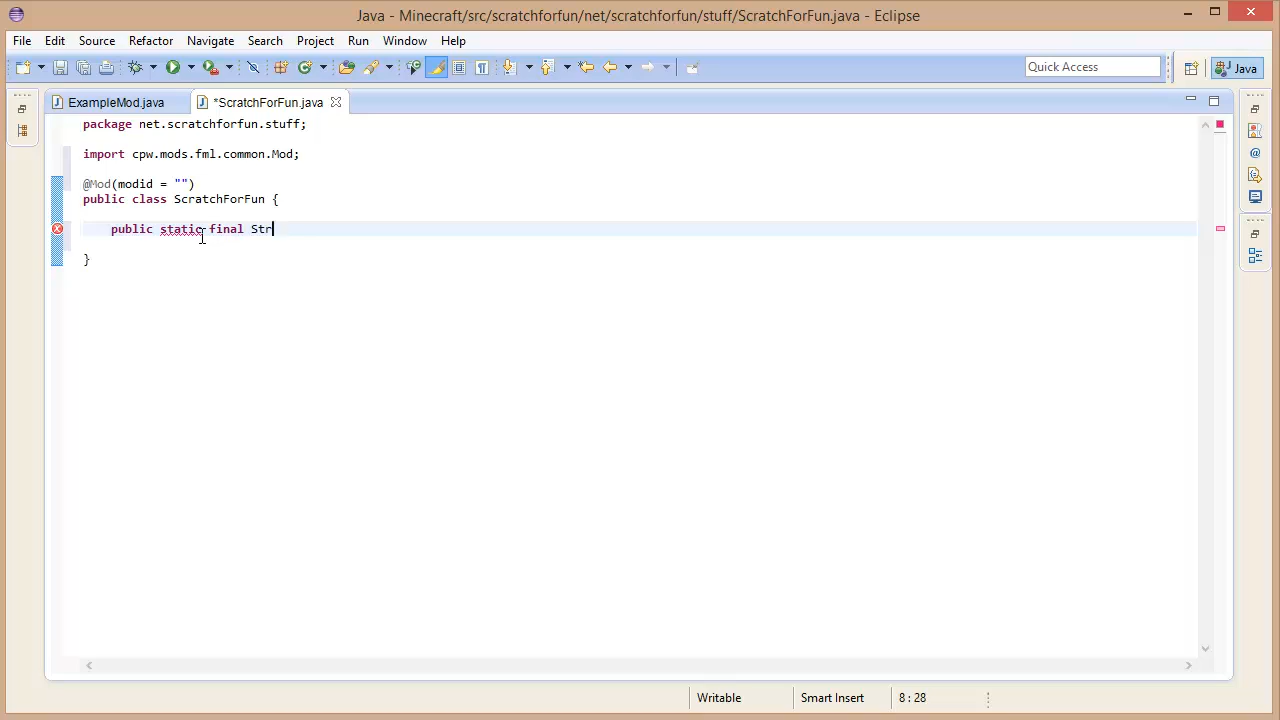 Java - Minecraft/src/scratchforfun/net/scratchforfun/stuff/ScratchForFun.java - Eclipse
File Edit Source Refactor Navigate Search Project Run Window Help
Quick Access
Java
ExampleMod.java
*ScratchForFun.java
package net.scratchforfun.stuff;
import cpw.mods.fml.common.Mod;
@Mod(modid = "")
public class ScratchForFun {
public static final Str
}
Writable
Smart Insert
8 : 28